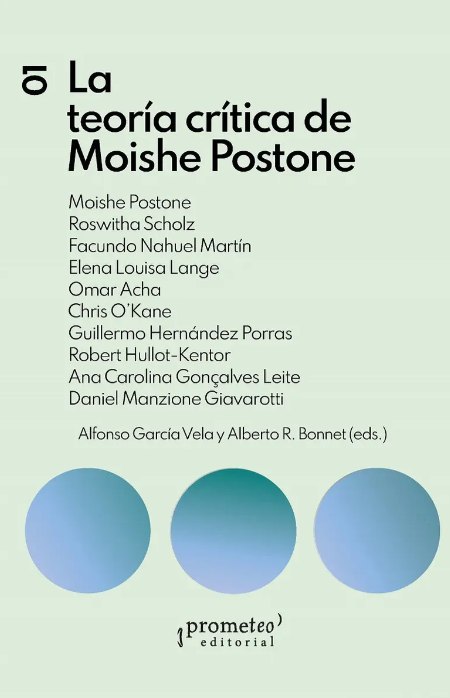 01
La
teoría crítica de
Moishe Postone
Moishe Postone
Roswitha Scholz
Facundo Nahuel Martín
Elena Louisa Lange
Omar Acha
Chris O'Kane
Guillermo Hernández Porras
Robert Hullot-Kentor
Ana Carolina Gonçalves Leite
Daniel Manzione Giavarotti
Alfonso García Vela y Alberto R. Bonnet (eds.)
prometeo
editorial